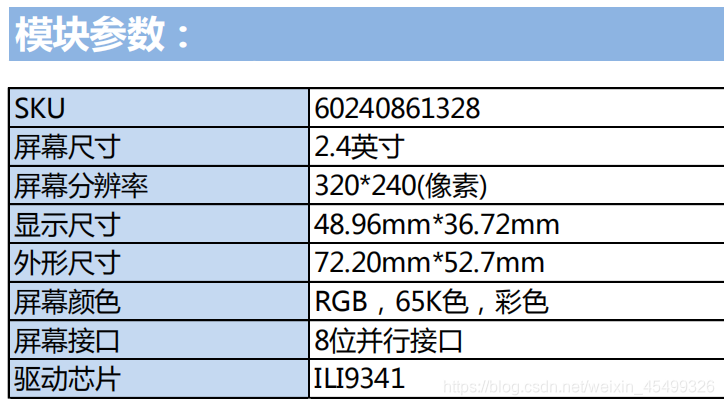 模块参数：
SKU 60240861328
屏幕尺寸 2.4英寸
屏幕分辨率 320*240(像素)
显示尺寸 48.96mm*36.72mm
外形尺寸 72.20mm*52.7mm
屏幕颜色 RGB，65K色，彩色
屏幕接口 8位并行接口
驱动芯片 ILI9341
https://blog.csdn.net/weixin_45499326